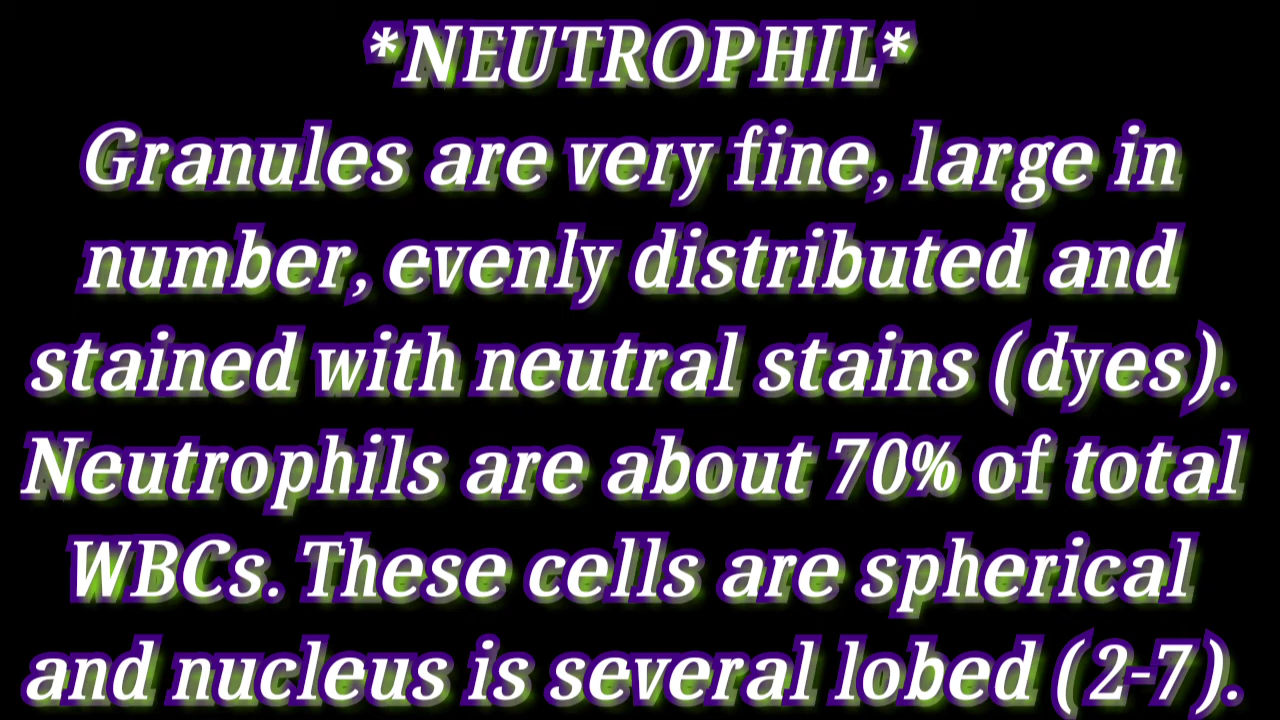 *NEUTROPHIL*
Granules are very fine, large in
number, evenly distributed and
stained with neutral stains (dyes).
Neutrophils are about 70% of total
WBCs. These cells are spherical
and nucleus is several lobed (2-7).